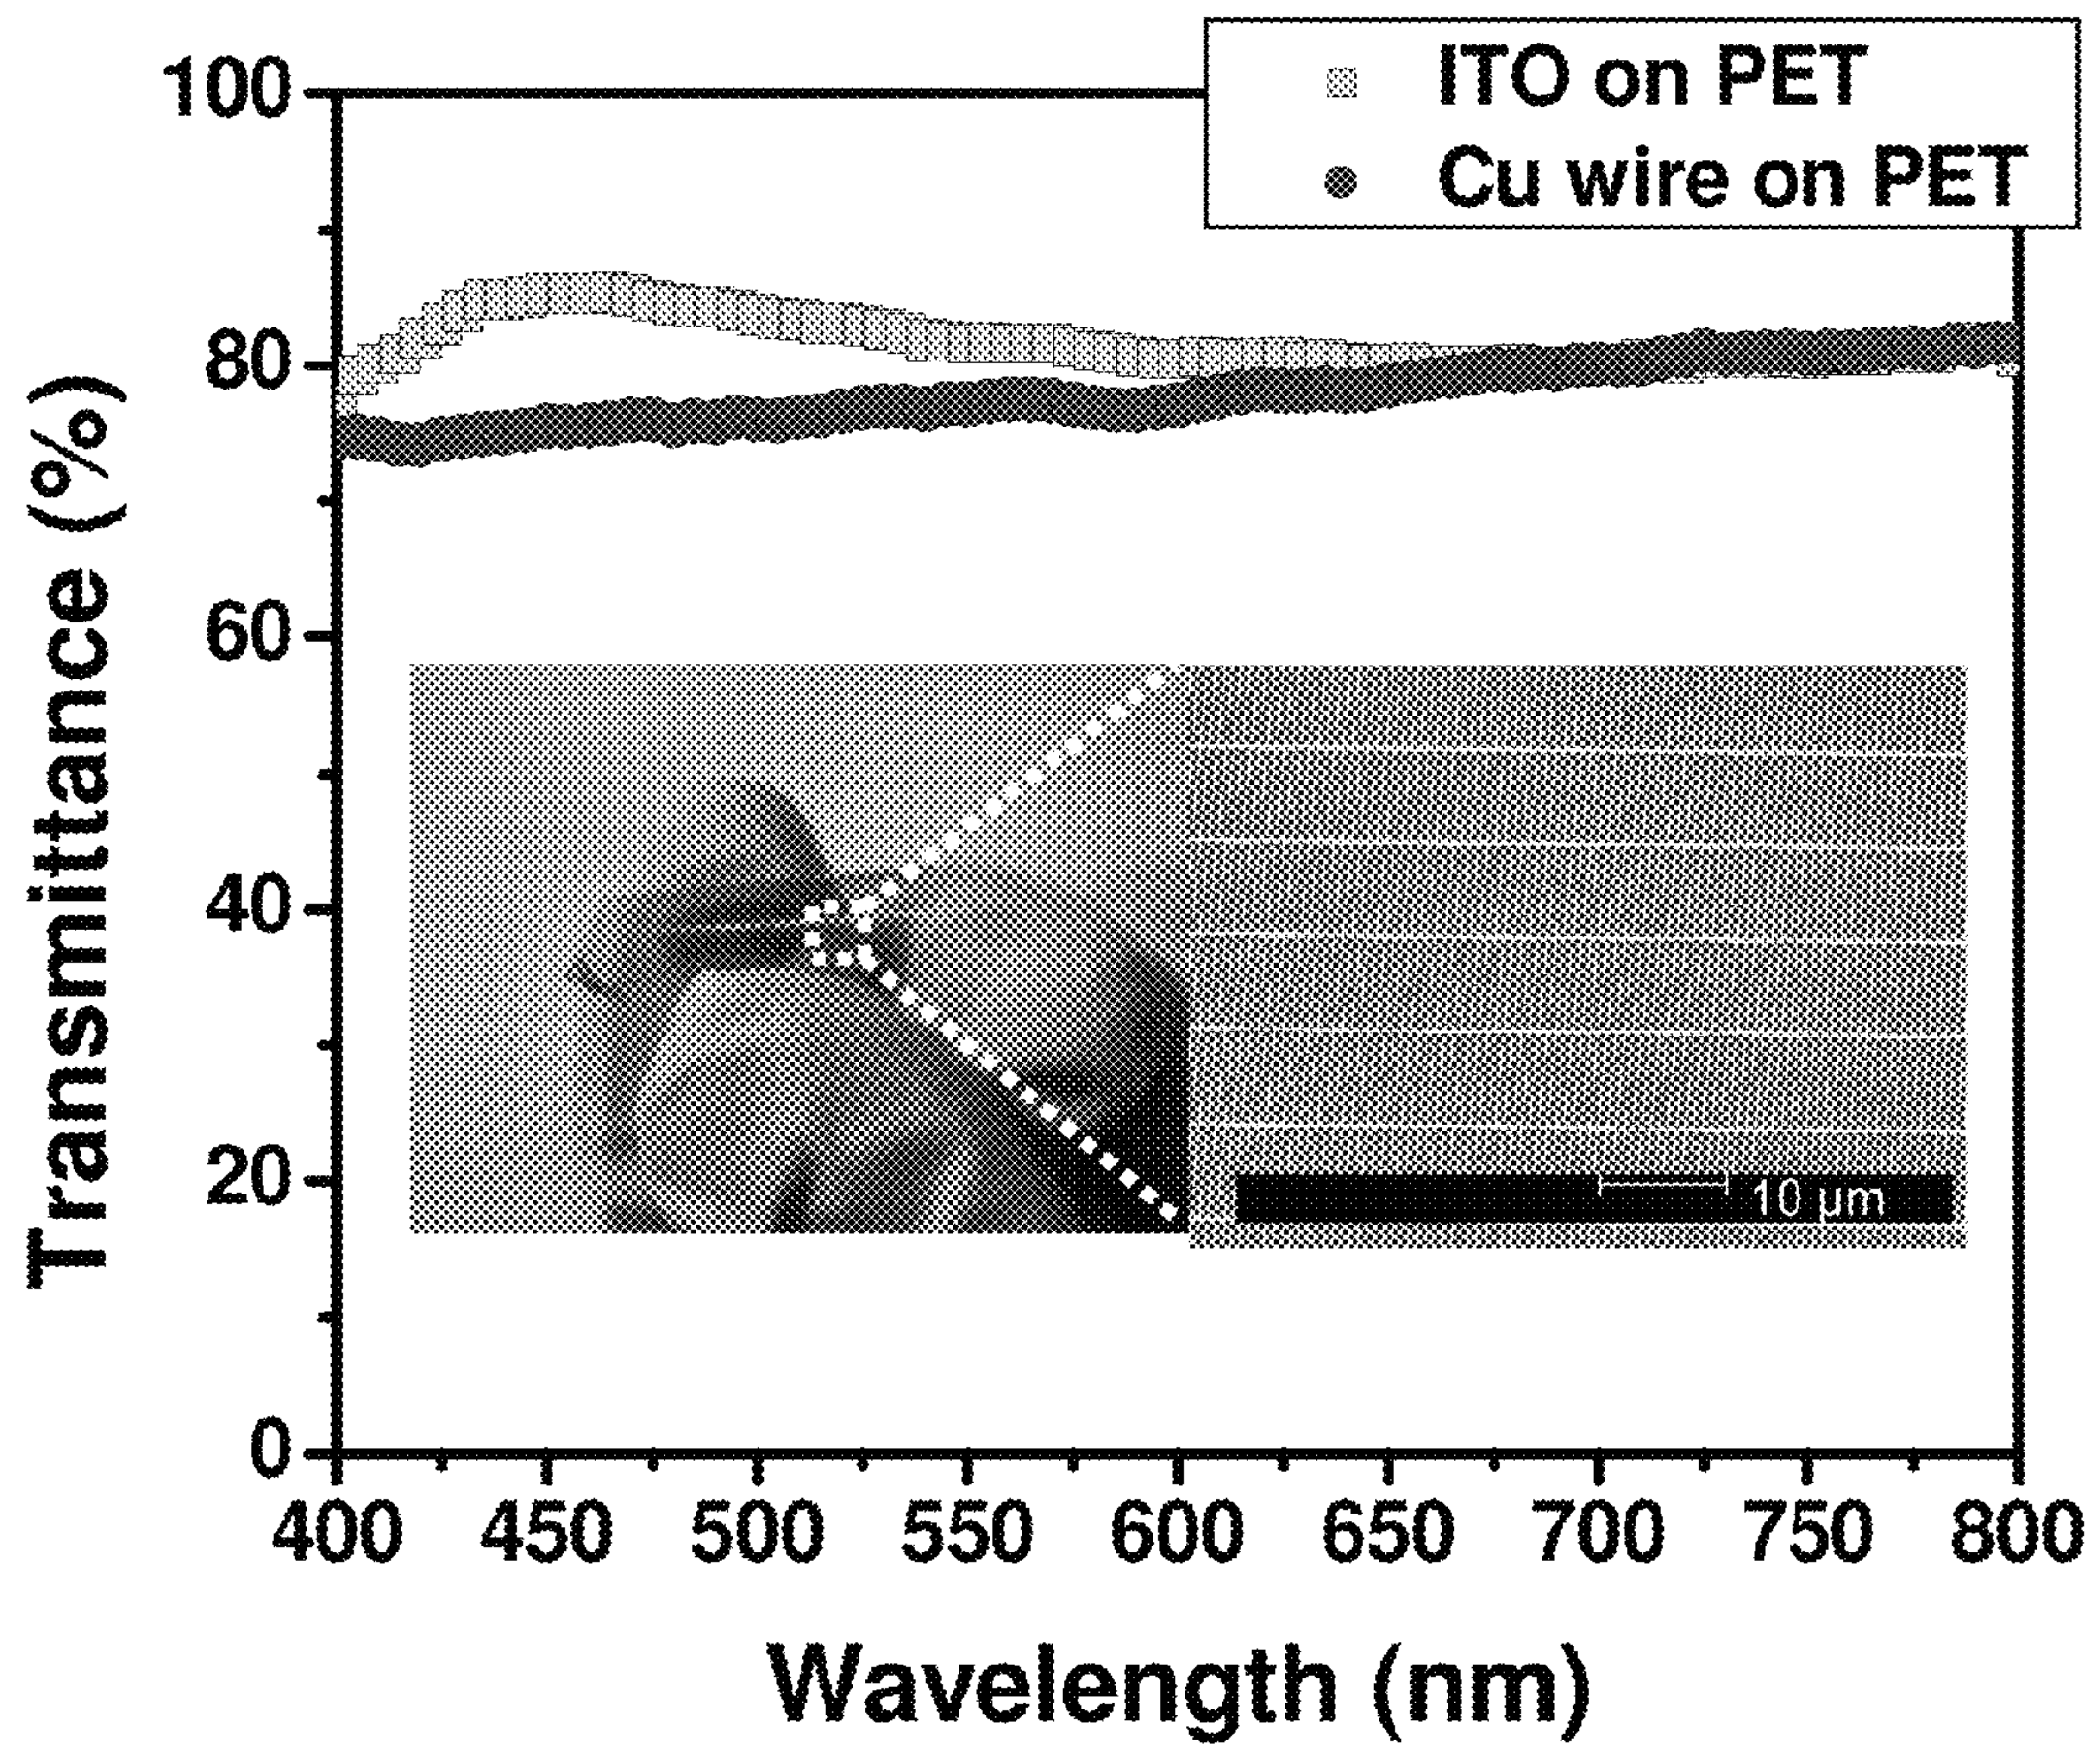 ITO on PET
Cu wire on PET
Transmittance (%)
100
80
60
40
20
0
10 µm
400 450 500 550 600 650 700 750 800
Wavelength (nm)